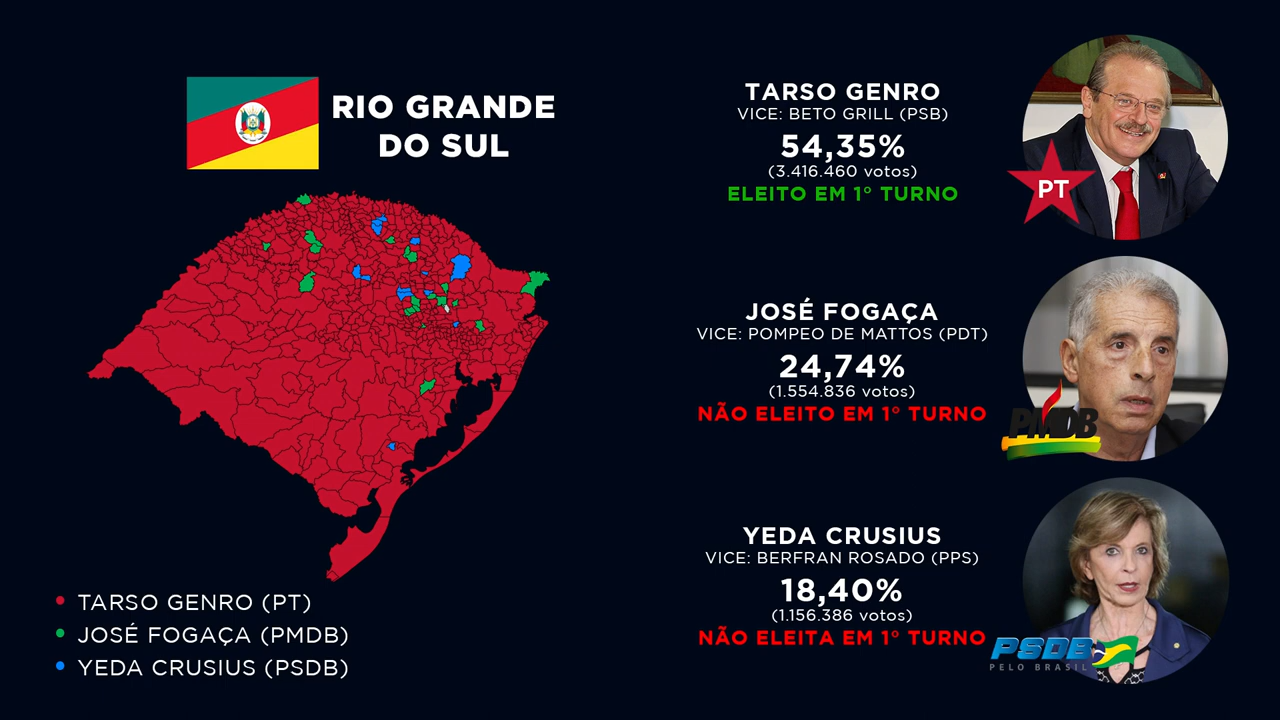 RIO GRANDE
DO SUL
TARSO GENRO (PT)
JOSÉ FOGAÇA (PMDB)
YEDA CRUSIUS (PSDB)
TARSO GENRO
VICE: BETO GRILL (PSB)
54,35%
(3.416.460 votos)
ELEITO EM 1° TURNO
PT
JOSÉ FOGAÇA
VICE: POMPEO DE MATTOS (PDT)
24,74%
(1.554.836 votos)
NÃO ELEITO EM 1° TURNO
PMDB
YEDA CRUSIUS
VICE: BERFRAN ROSADO (PPS)
18,40%
(1.156.386 votos)
NÃO ELEITA EM 1° TURNO
PSDB
PELO BRASIL